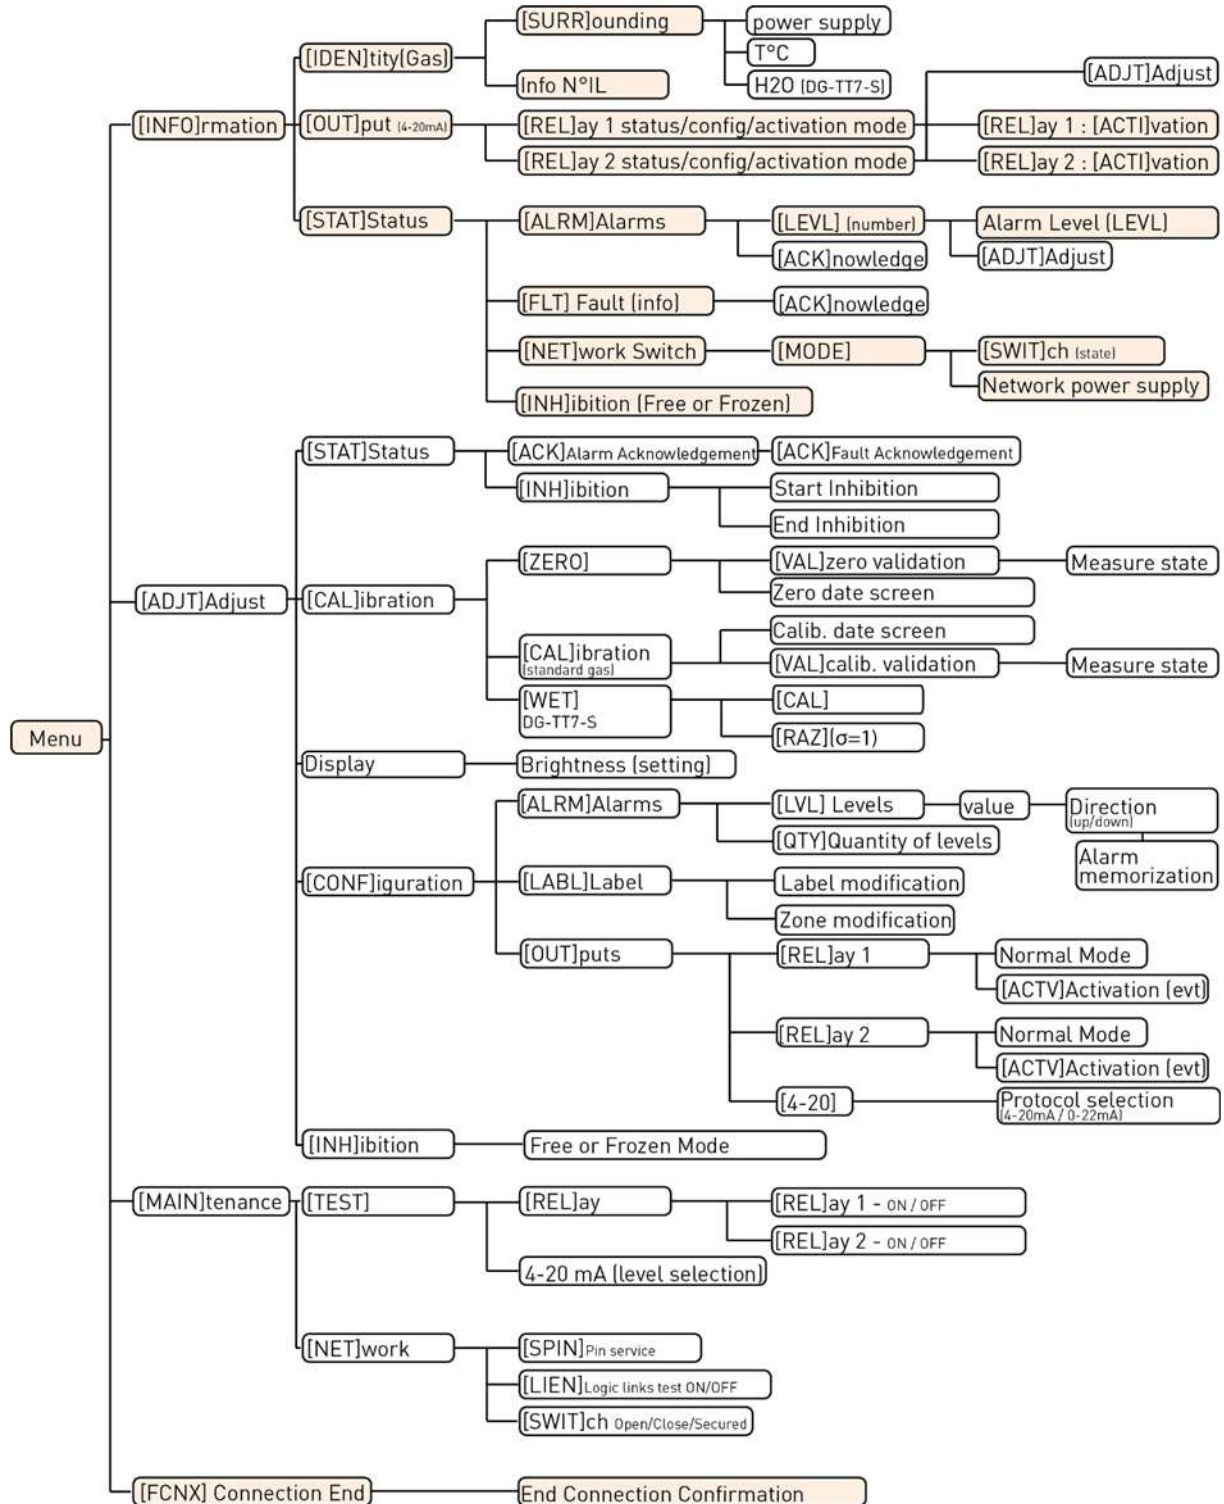 [SURR]ounding
power supply
T°C
H2O (DG-TT7-S)
[IDEN]tity(Gas)
Info N°IL
[ADJT]Adjust
[INFO]rmation
[OUT]put (4-20mA)
[REL]ay 1 status/config/activation mode
[REL]ay 1 : [ACTI]vation
[REL]ay 2 status/config/activation mode
[REL]ay 2 : [ACTI]vation
[STAT]Status
[ALRM]Alarms
[LEVL] (number)
Alarm Level (LEVL)
[ACK]nowledge
[ADJT]Adjust
[FLT] Fault (info)
[ACK]nowledge
[NET]work Switch
[MODE]
[SWIT]ch (state)
Network power supply
[INH]ibition (Free or Frozen)
[STAT]Status
[ACK]Alarm Acknowledgement
[ACK]Fault Acknowledgement
[INH]ibition
Start Inhibition
End Inhibition
[ADJT]Adjust
[CAL]ibration
[ZERO]
[VAL]zero validation
Measure state
Zero date screen
[CAL]ibration
(standard gas)
Calib. date screen
[VAL]calib. validation
Measure state
[WET]
DG-TT7-S
[CAL]
[RAZ](σ=1)
Menu
Display
Brightness (setting)
[CONF]iguration
[ALRM]Alarms
[LVL] Levels
value
Direction
(up/down)
[QTY]Quantity of levels
Alarm
memorization
[LABL]Label
Label modification
Zone modification
[OUT]puts
[REL]ay 1
Normal Mode
[ACTV]Activation (evt)
[REL]ay 2
Normal Mode
[ACTV]Activation (evt)
[4-20]
Protocol selection
(4-20mA / 0-22mA)
[INH]ibition
Free or Frozen Mode
[MAIN]tenance
[TEST]
[REL]ay
[REL]ay 1 - ON / OFF
[REL]ay 2 - ON / OFF
4-20 mA (level selection)
[NET]work
[SPIN]Pin service
[LIEN]Logic links test ON/OFF
[SWIT]ch Open/Close/Secured
[FCNX] Connection End
End Connection Confirmation